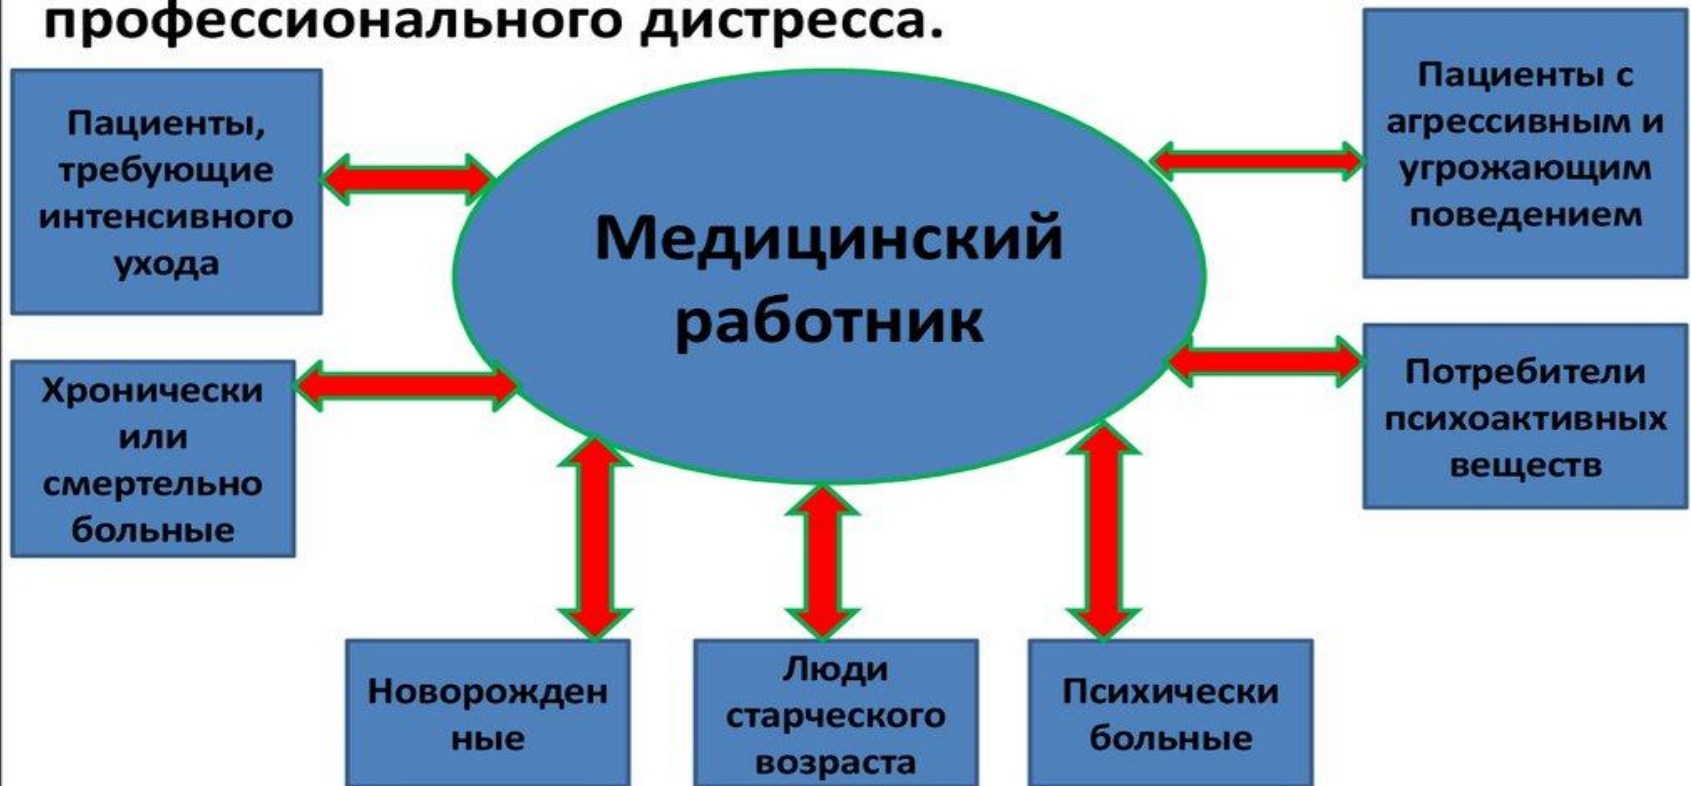 профессионального дистресса.
Пациенты,
требующие
интенсивного
ухода
Хронически
или
смертельно
больные
Медицинский
работник
Пациенты с
агрессивным и
угрожающим
поведением
Потребители
психоактивных
веществ
Новорожден
ные
Люди
старческого
возраста
Психически
больные